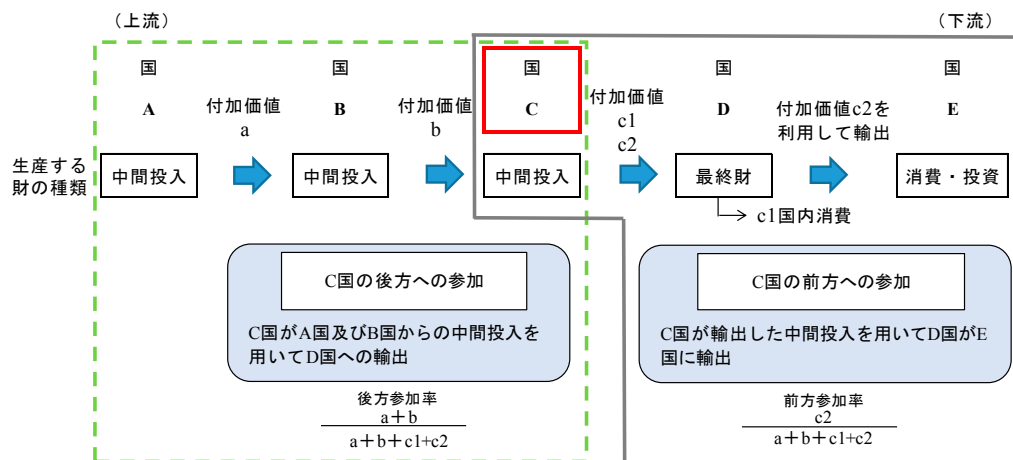 （上流）
（下流）
国
国
国
国
国
A
B
C
D
E
付加価値
a
付加価値
b
付加価値
c1
c2
付加価値c2を
利用して輸出
生産する
財の種類
中間投入
中間投入
中間投入
最終財
消費・投資
c1国内消費
C国の後方への参加
C国がA国及びB国からの中間投入を
用いてD国への輸出
C国の前方への参加
C国が輸出した中間投入を用いてD国がE
国に輸出
後方参加率
a＋b
a＋b＋c1+c2
前方参加率
c2
a＋b＋c1+c2